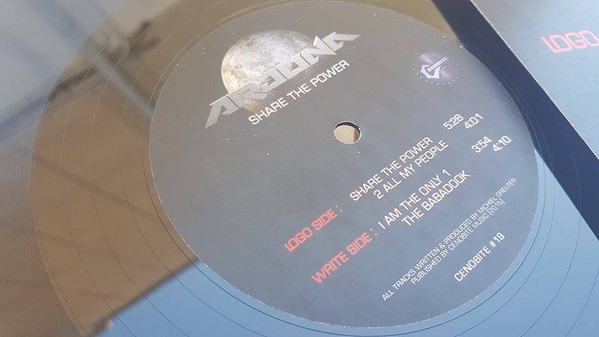 SHARE THE POWER
LOGO SIDE : SHARE THE POWER 5:28
2 ALL MY PEOPLE 4:01
WRITE SIDE : I AM THE ONLY 1 3:54
THE BABADOOK 4:10
ALL TRACKS WRITTEN & PRODUCED BY MICHIEL GREUTER
PUBLISHED BY CENOBITE MUSIC [2015]
CENOBITE # 19
LOGO